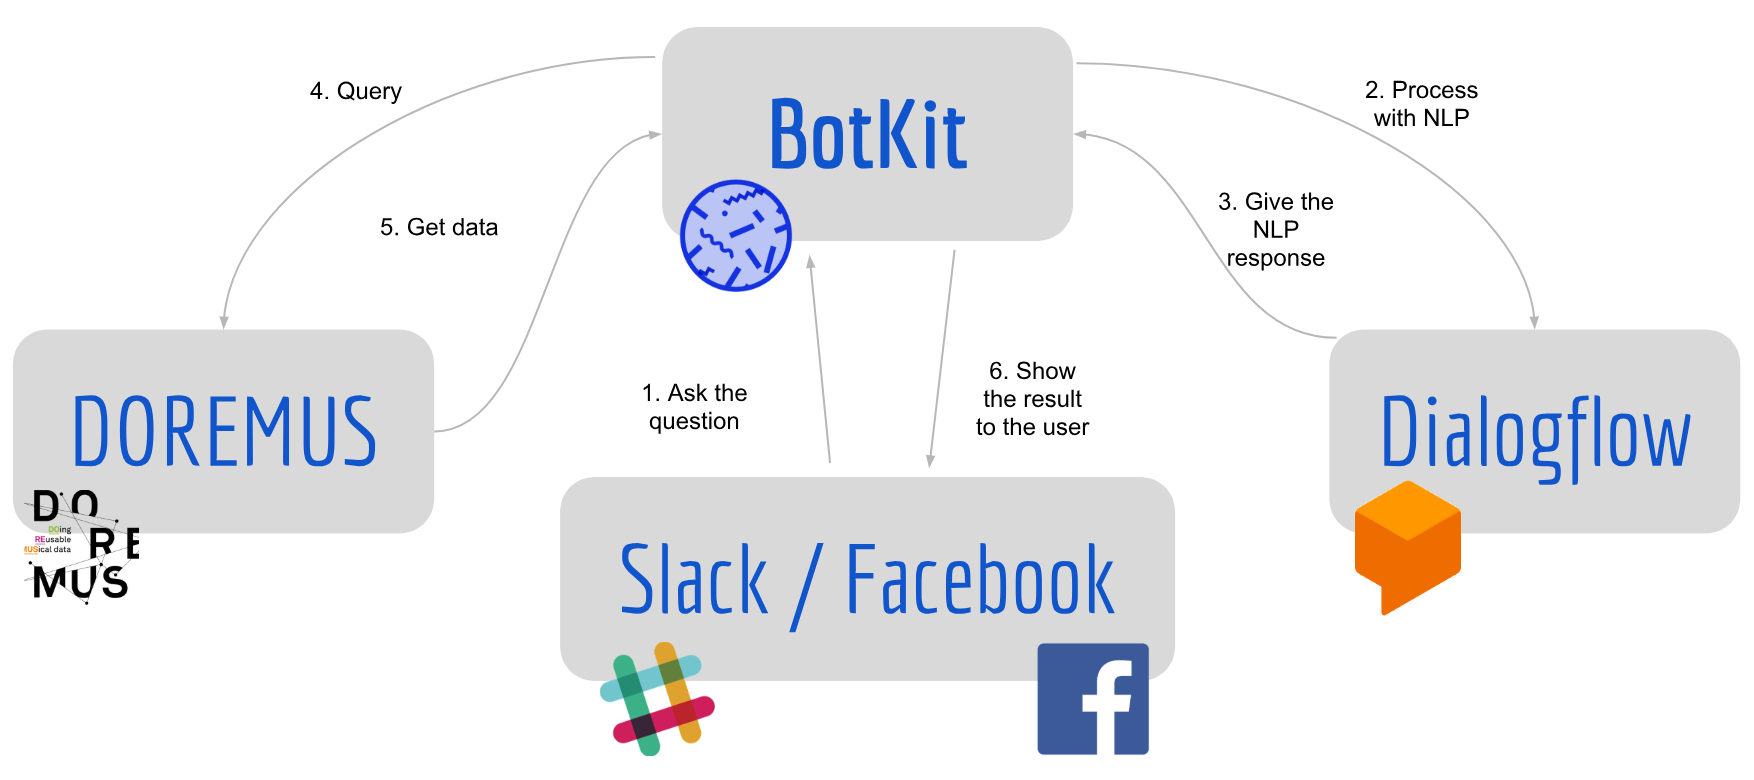 BotKit
4. Query
2. Process
with NLP
5. Get data
3. Give the
NLP
response
DOREMUS
1. Ask the
question
6. Show
the result
to the user
Dialogflow
DO
DOing
REusable
MUSical data
RE
MUS
Slack / Facebook
f